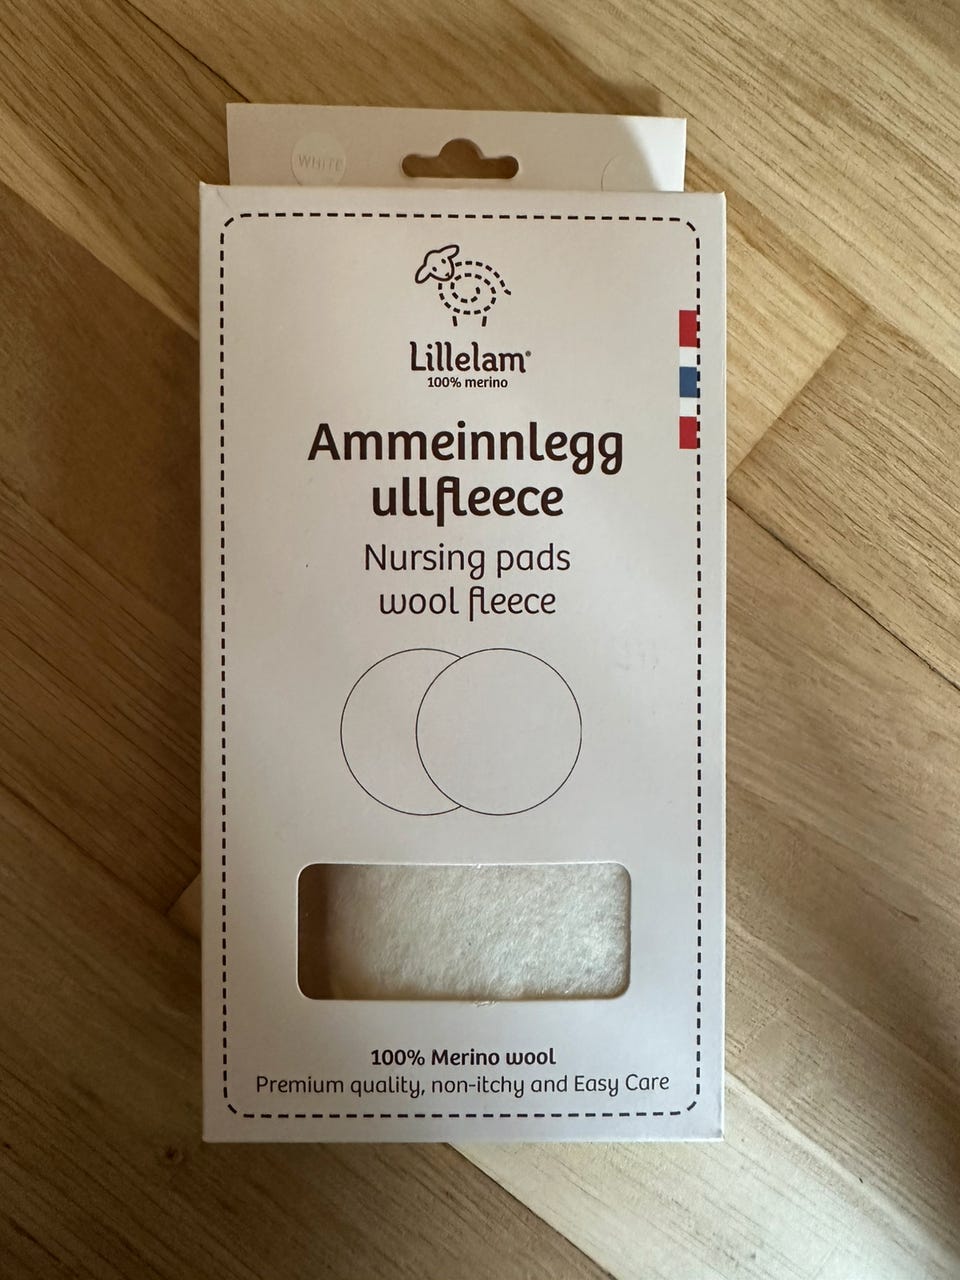 WHITE
Lillelam®
100% merino
Ammeinnlegg
ullfleece
Nursing pads
wool fleece
100% Merino wool
Premium quality, non-itchy and Easy Care